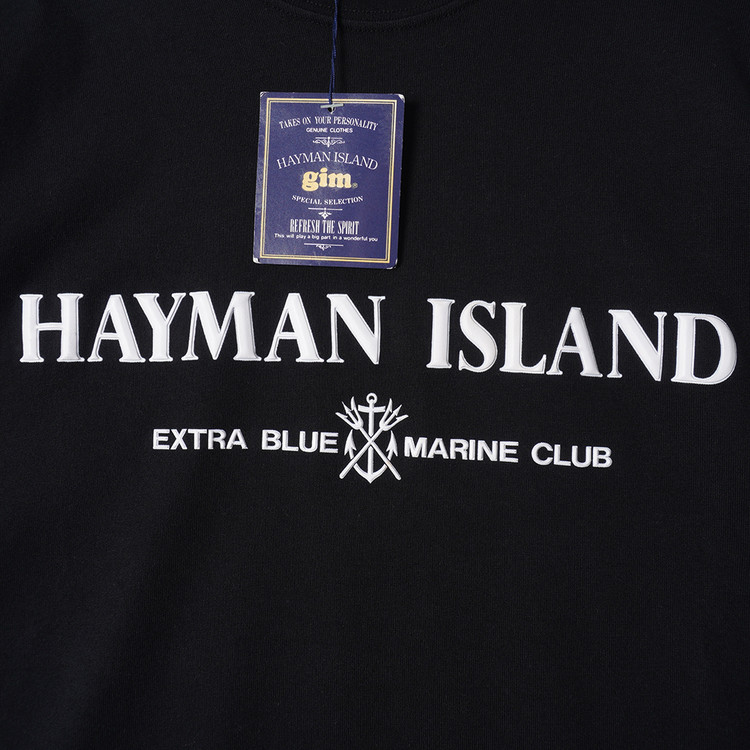 TAKES ON YOUR PERSONALITY
GENUINE CLOTHES
HAYMAN ISLAND
gim®
SPECIAL SELECTION
REFRESH THE SPIRIT
This will play a big part in a wonderful you
HAYMAN ISLAND
EXTRA BLUE MARINE CLUB